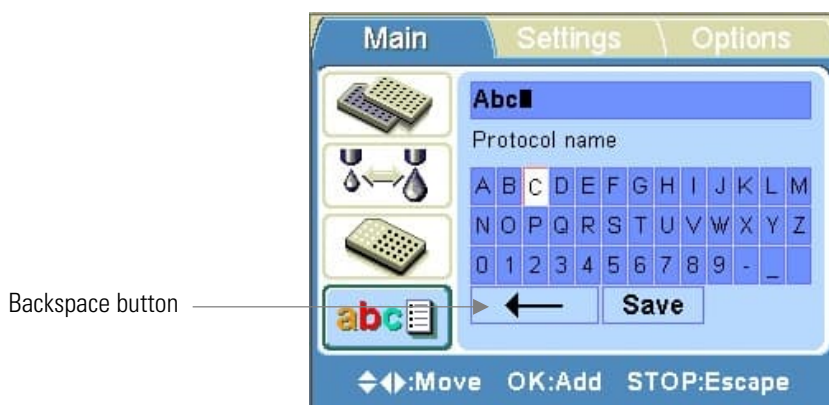 Main Settings Options
Abc
Protocol name
A B C D E F G H I J K L M
N O P Q R S T U V W X Y Z
0 1 2 3 4 5 6 7 8 9 - _
Backspace button
abc
Save
:Move OK:Add STOP:Escape